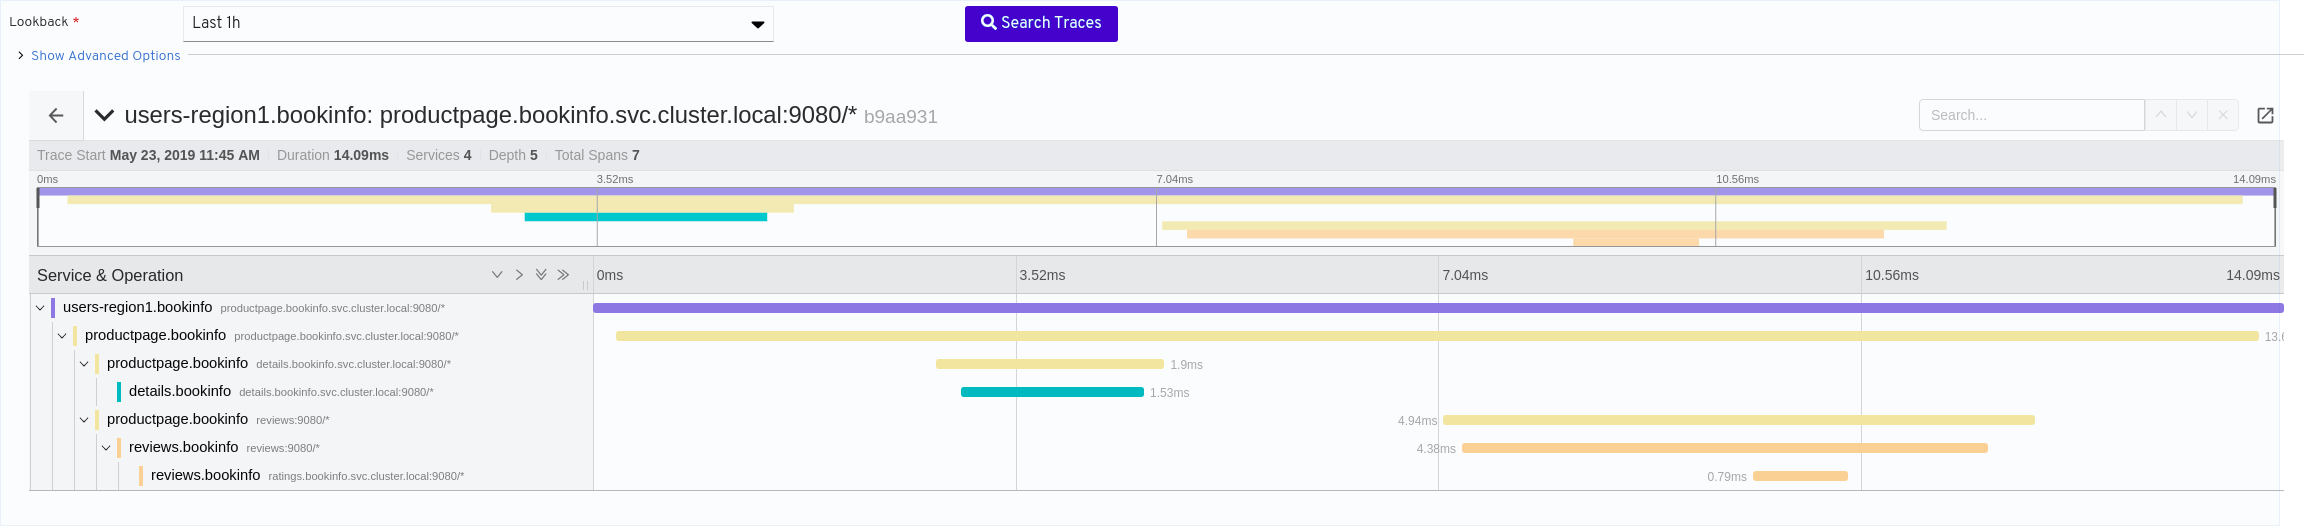 Lookback *
Last 1h
Search Traces
Show Advanced Options
users-region1.bookinfo: productpage.bookinfo.svc.cluster.local:9080/* b9aa931
Search...
Trace Start May 23, 2019 11:45 AM Duration 14.09ms Services 4 Depth 5 Total Spans 7
0ms 3.52ms 7.04ms 10.56ms 14.09ms
Service & Operation 0ms 3.52ms 7.04ms 10.56ms 14.09ms
users-region1.bookinfo productpage.bookinfo.svc.cluster.local:9080/*
productpage.bookinfo productpage.bookinfo.svc.cluster.local:9080/*
productpage.bookinfo details.bookinfo.svc.cluster.local:9080/* 1.9ms
details.bookinfo details.bookinfo.svc.cluster.local:9080/* 1.53ms
productpage.bookinfo reviews:9080/* 4.94ms
reviews.bookinfo reviews:9080/* 4.38ms
reviews.bookinfo ratings.bookinfo.svc.cluster.local:9080/* 0.79ms